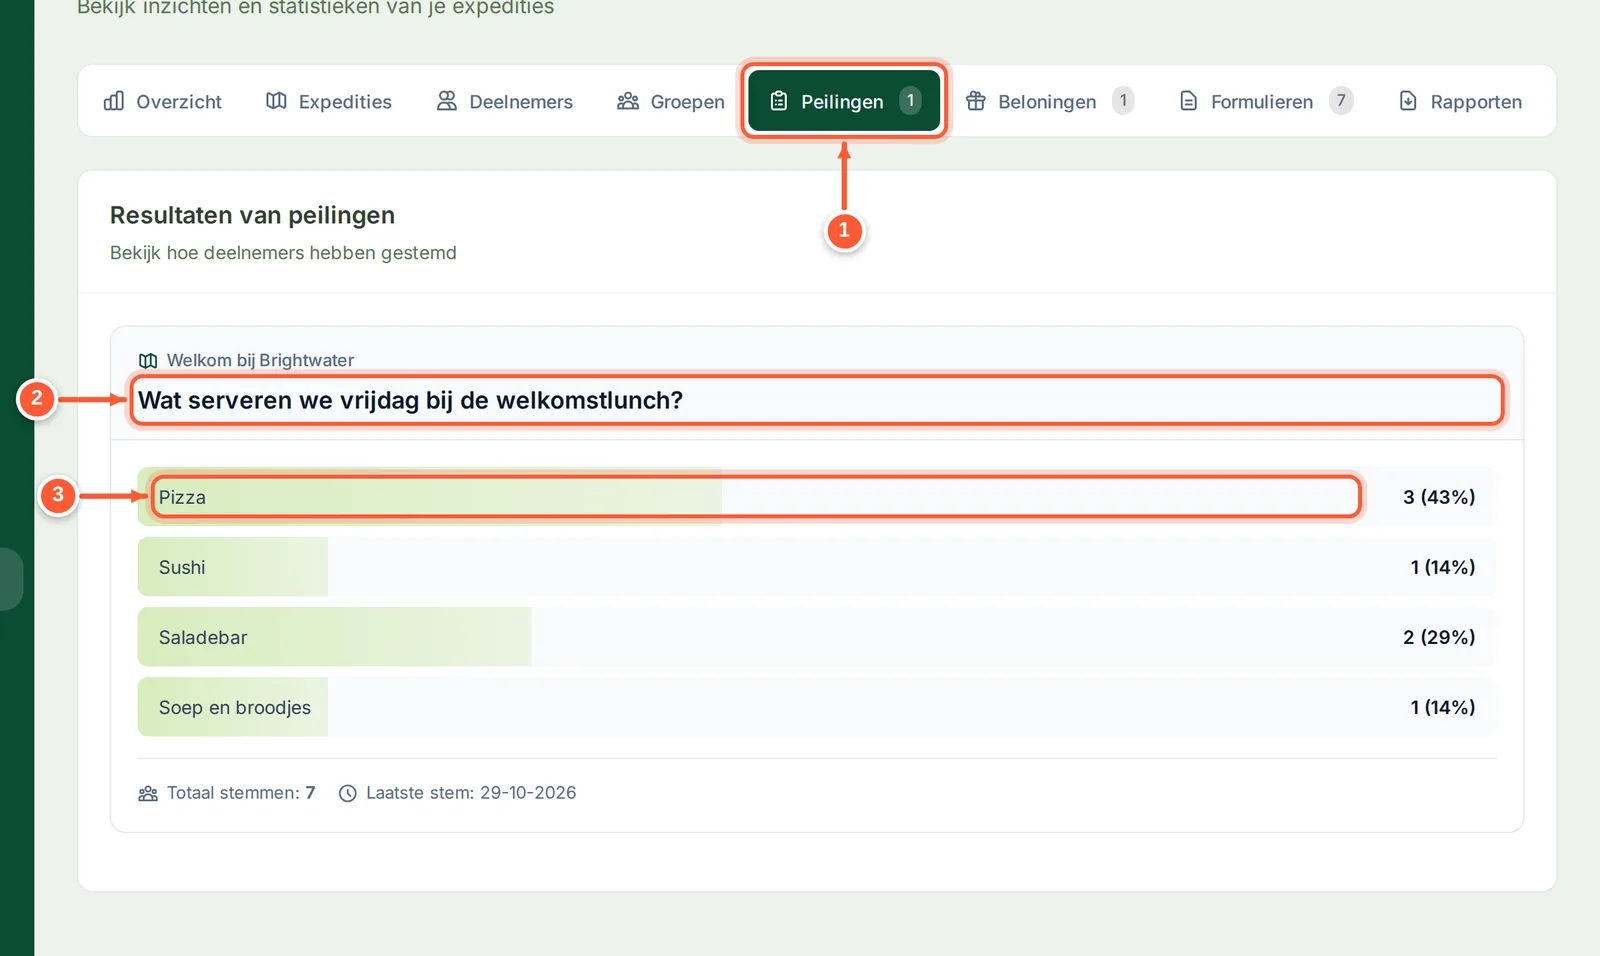 Bekijk inzichten en statistieken van je expedities
Overzicht Expedities Deelnemers Groepen Peilingen 1 Beloningen 1 Formulieren 7 Rapporten
1
Resultaten van peilingen
Bekijk hoe deelnemers hebben gestemd
Welkom bij Brightwater
2 Wat serveren we vrijdag bij de welkomstlunch?
3 Pizza 3 (43%)
Sushi 1 (14%)
Saladebar 2 (29%)
Soep en broodjes 1 (14%)
Totaal stemmen: 7 Laatste stem: 29-10-2026